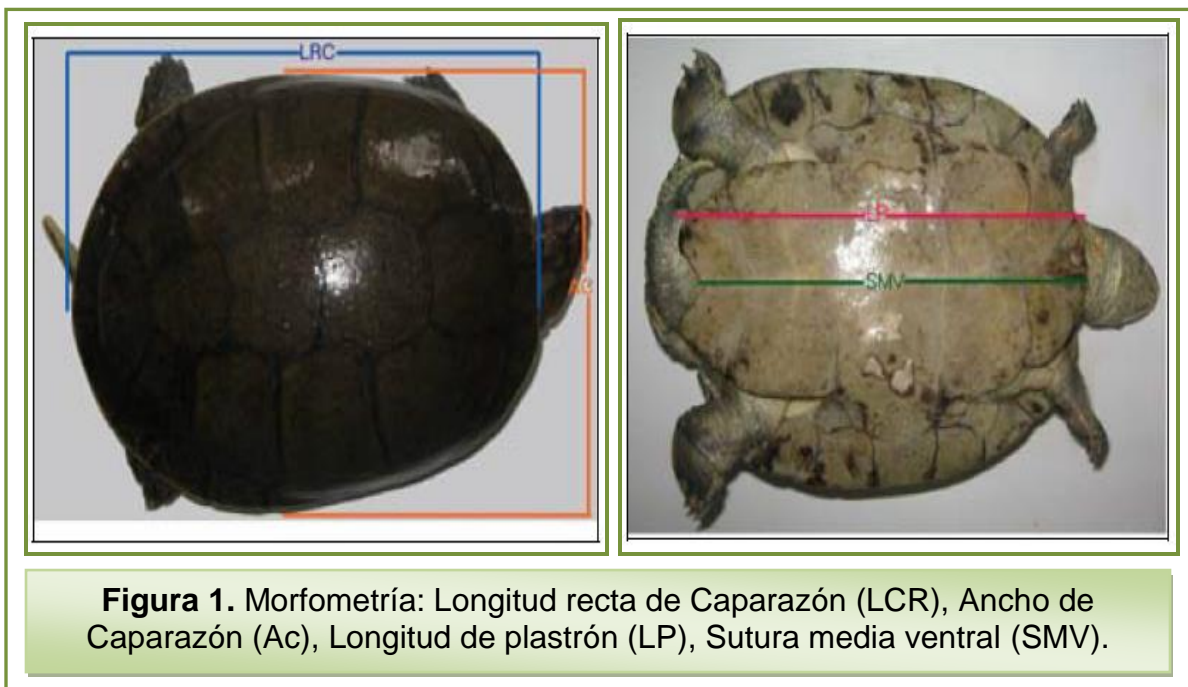 LRC
AC
LP
SMV
Figura 1. Morfometría: Longitud recta de Caparazón (LCR), Ancho de
Caparazón (Ac), Longitud de plastrón (LP), Sutura media ventral (SMV).